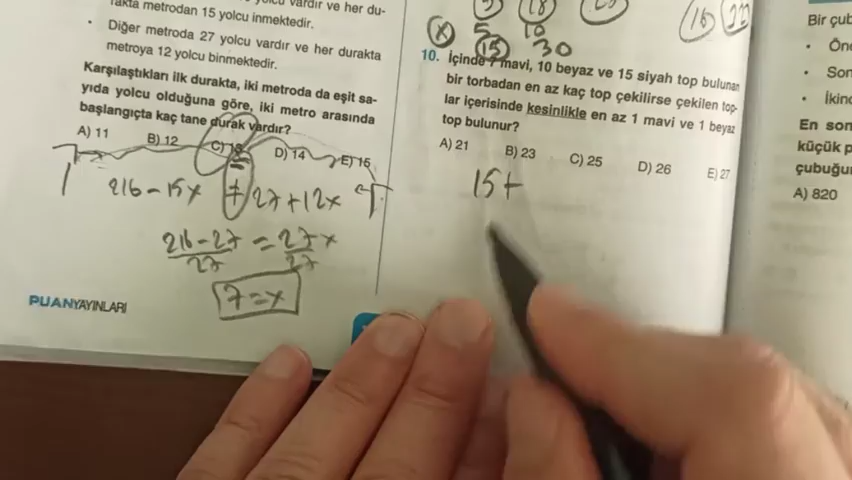 yolcu vardır ve her du-
rakta metrodan 15 yolcu inmektedir.
• Diğer metroda 27 yolcu vardır ve her durakta
metroya 12 yolcu binmektedir.
Karşılaştıkları ilk durakta, iki metroda da eşit sa-
yıda yolcu olduğuna göre, iki metro arasında
başlangıçta kaç tane durak vardır?
A) 11 B) 12 C) D) 14 E) 15
216-15x 7 27+12x
216-27 = 27x
27 27
7=x
PUANYAYINLARI
(x) 5 10
15 30
16
10. İçinde 7 mavi, 10 beyaz ve 15 siyah top bulunan
bir torbadan en az kaç top çekilirse çekilen top-
lar içerisinde kesinlikle en az 1 mavi ve 1 beyaz
top bulunur?
A) 21 B) 23 C) 25 D) 26 E) 27
15+
Bir çub
•
• Son
• İkinc
En son
küçük p
çubuğu
A) 820